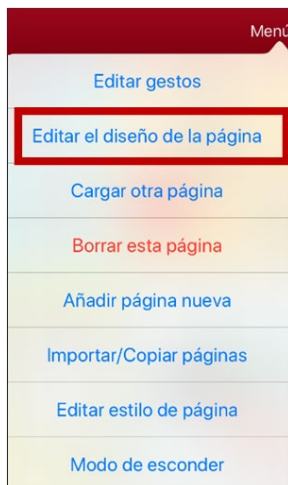 Menú
Editar gestos
Editar el diseño de la página
Cargar otra página
Borrar esta página
Añadir página nueva
Importar/Copiar páginas
Editar estilo de página
Modo de esconder